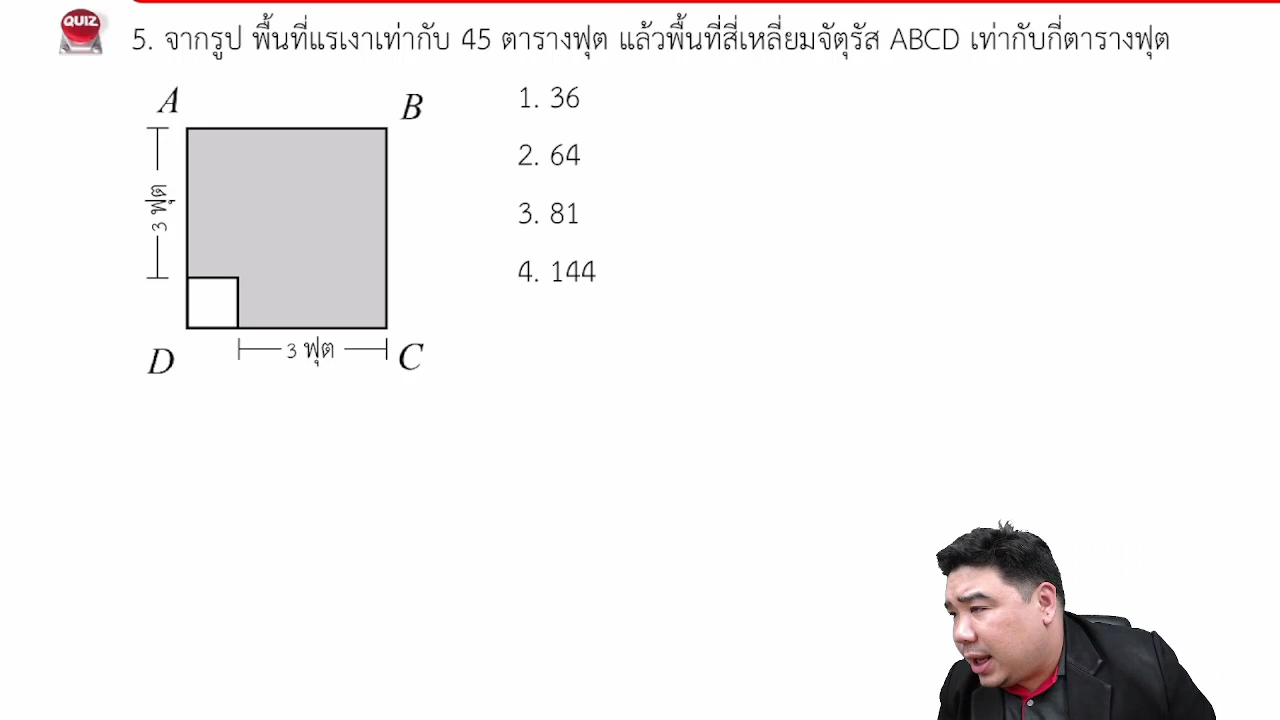 QUIZ
5. จากรูป พื้นที่แรเงาเท่ากับ 45 ตารางฟุต แล้วพื้นที่สี่เหลี่ยมจัตุรัส ABCD เท่ากับกี่ตารางฟุต
A
B
3 ฟุต
D
3 ฟุต
C
1. 36
2. 64
3. 81
4. 144